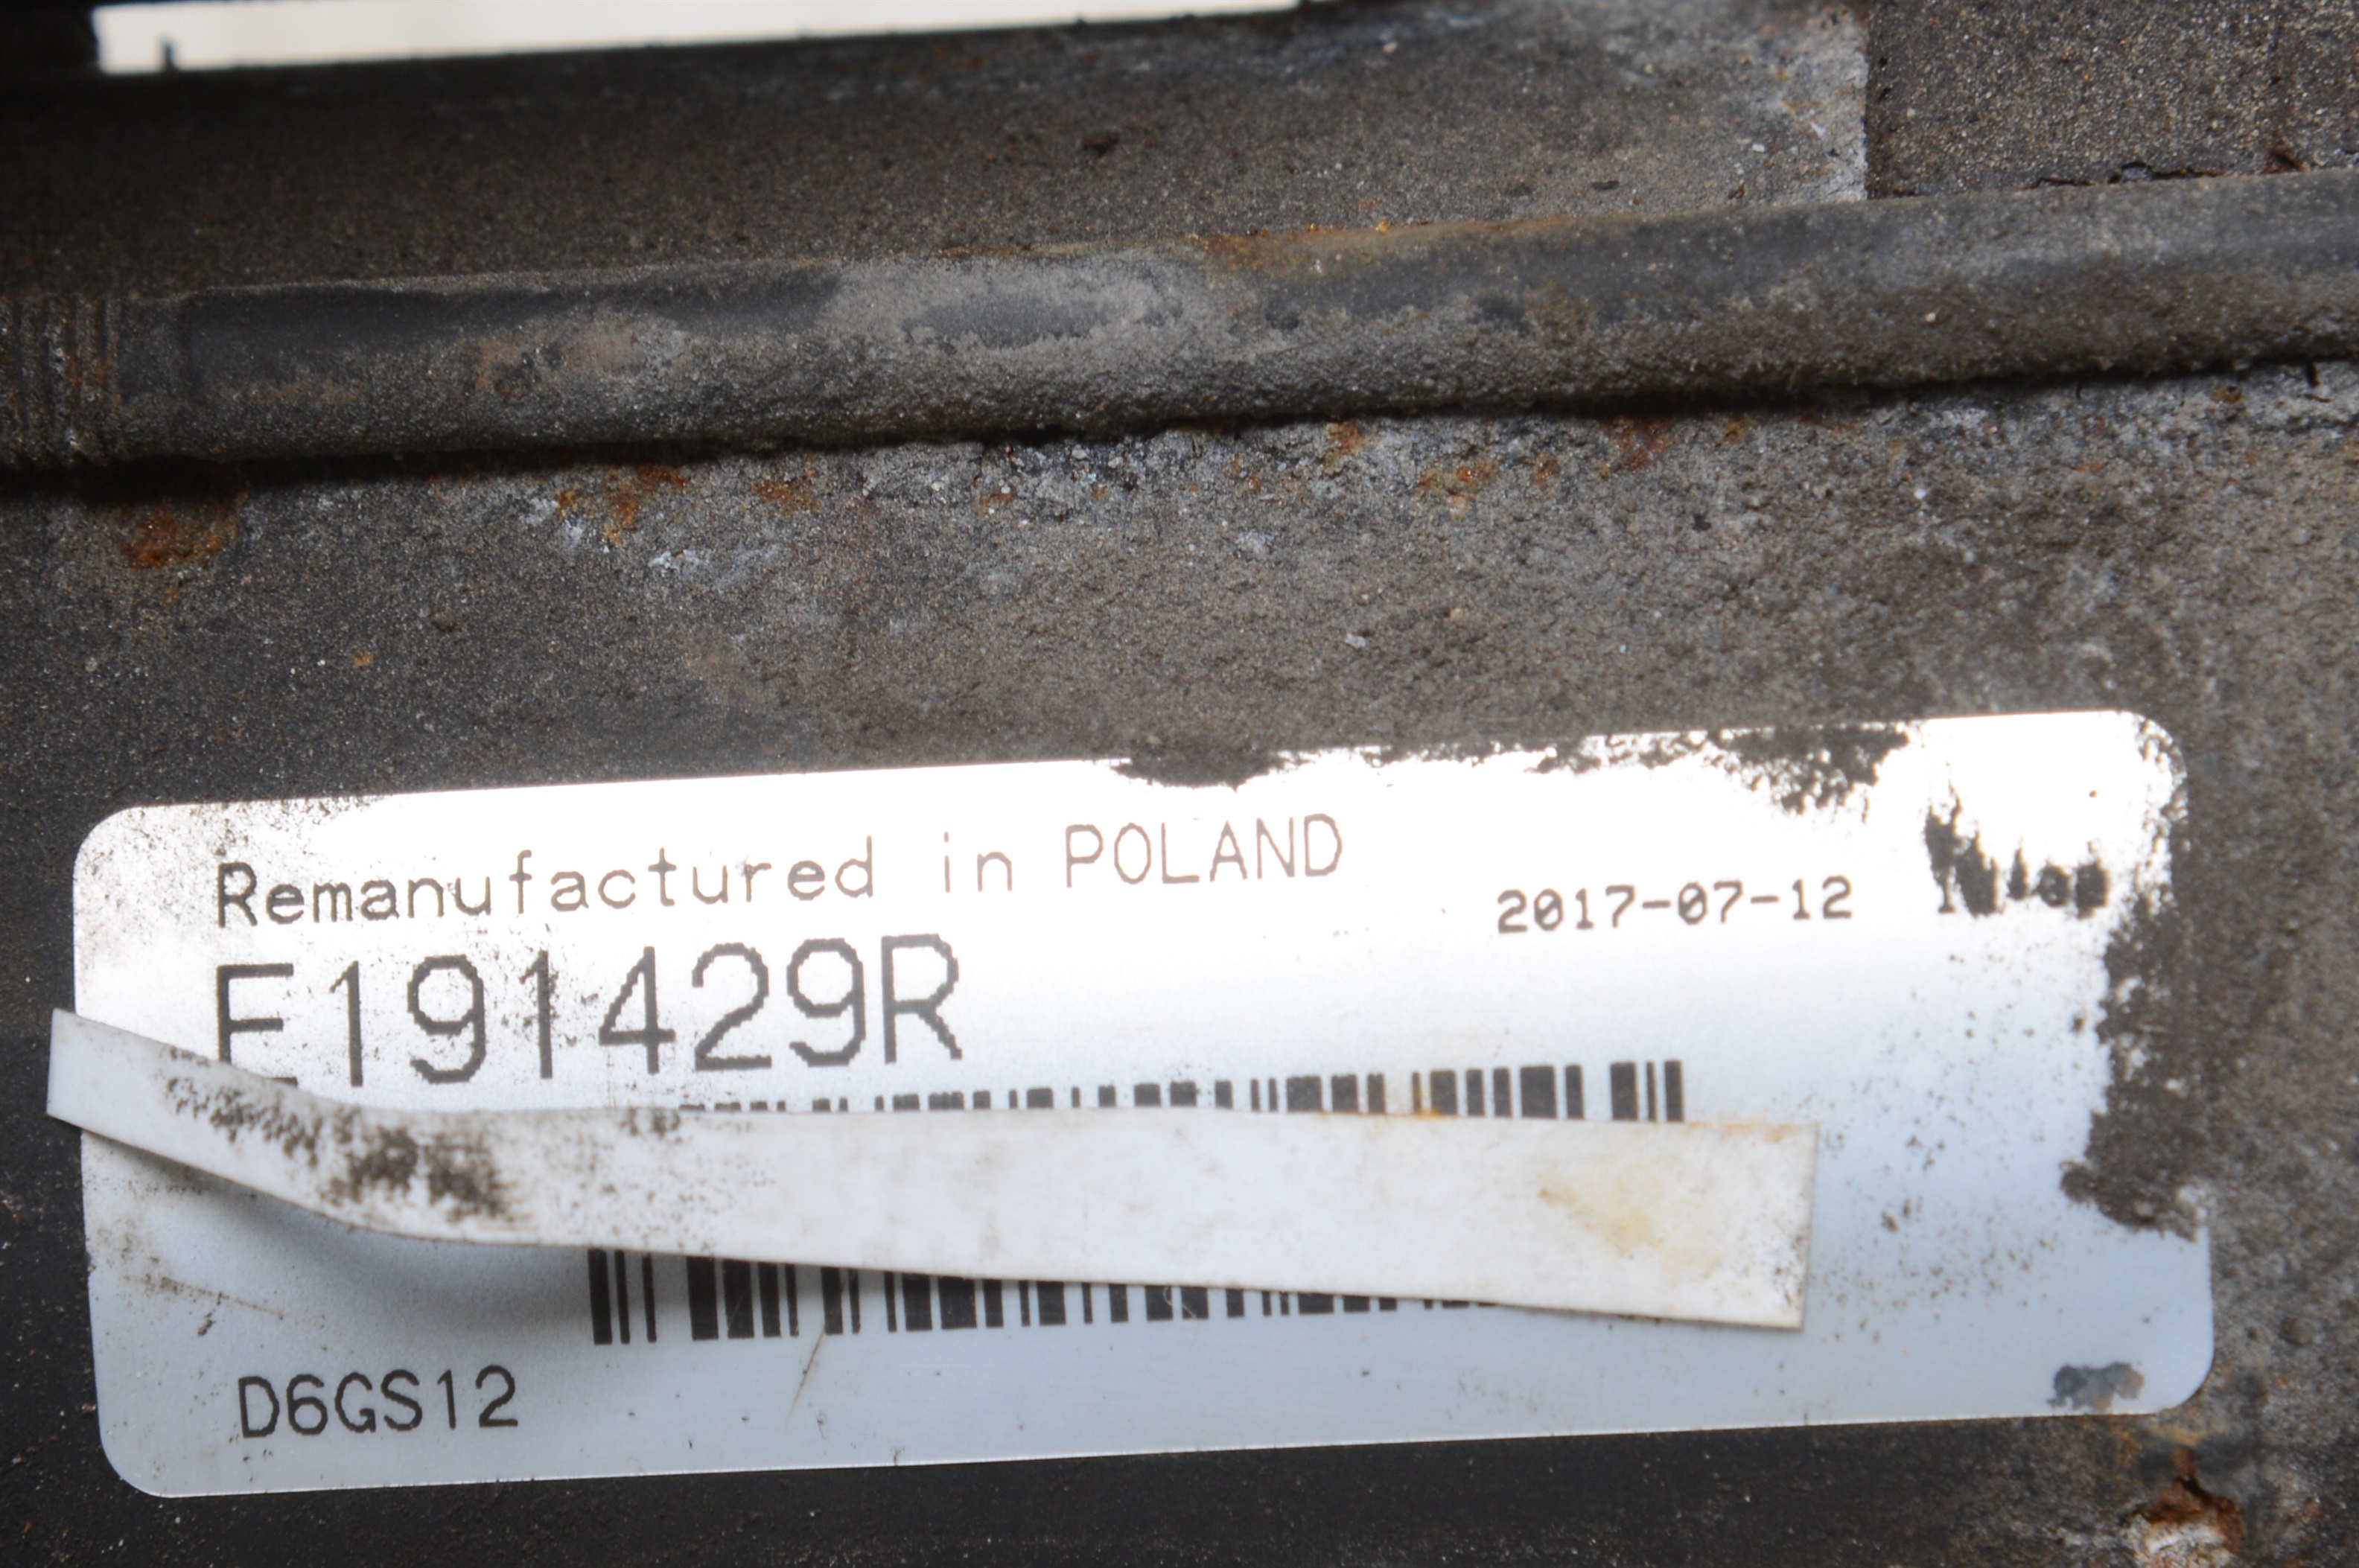 Remanufactured in POLAND
2017-07-12
E191429R
D6GS12